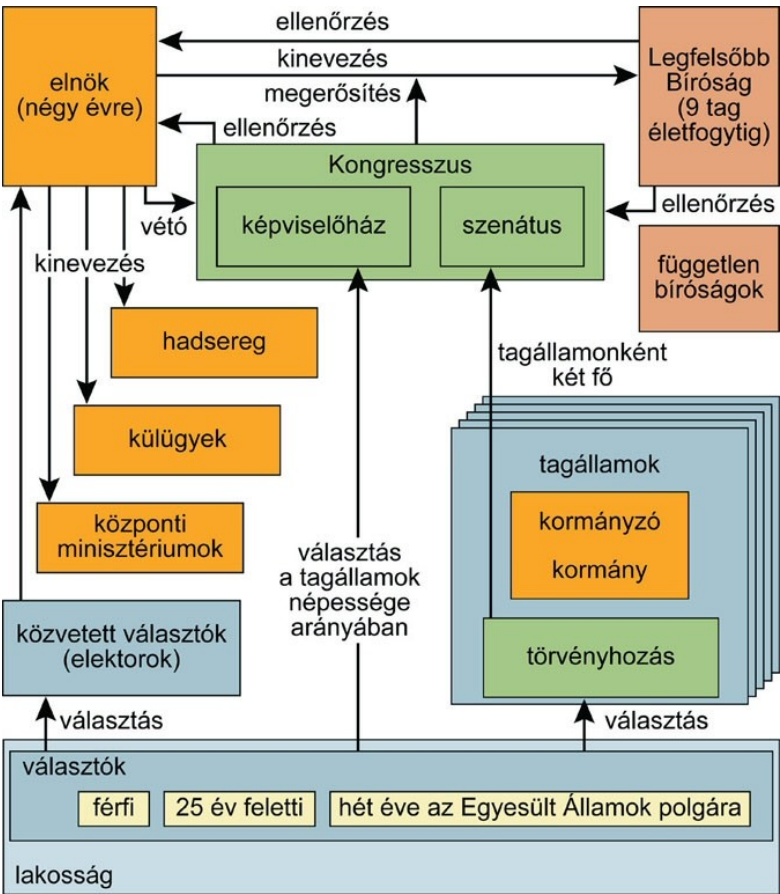 ellenőrzés
elnök
(négy évre)
kinevezés
megerősítés
Legfelsőbb
Bíróság
(9 tag
életfogytig)
ellenőrzés
Kongresszus
képviselőház
szenátus
vétó
ellenőrzés
kinevezés
független
bíróságok
hadsereg
tagállamonként
két fő
külügyek
tagállamok
központi
minisztériumok
kormányzó
kormány
választás
a tagállamok
népessége
arányában
közvetett választók
(elektorok)
törvényhozás
választás
választás
választók
férfi
25 év feletti
hét éve az Egyesült Államok polgára
lakosság